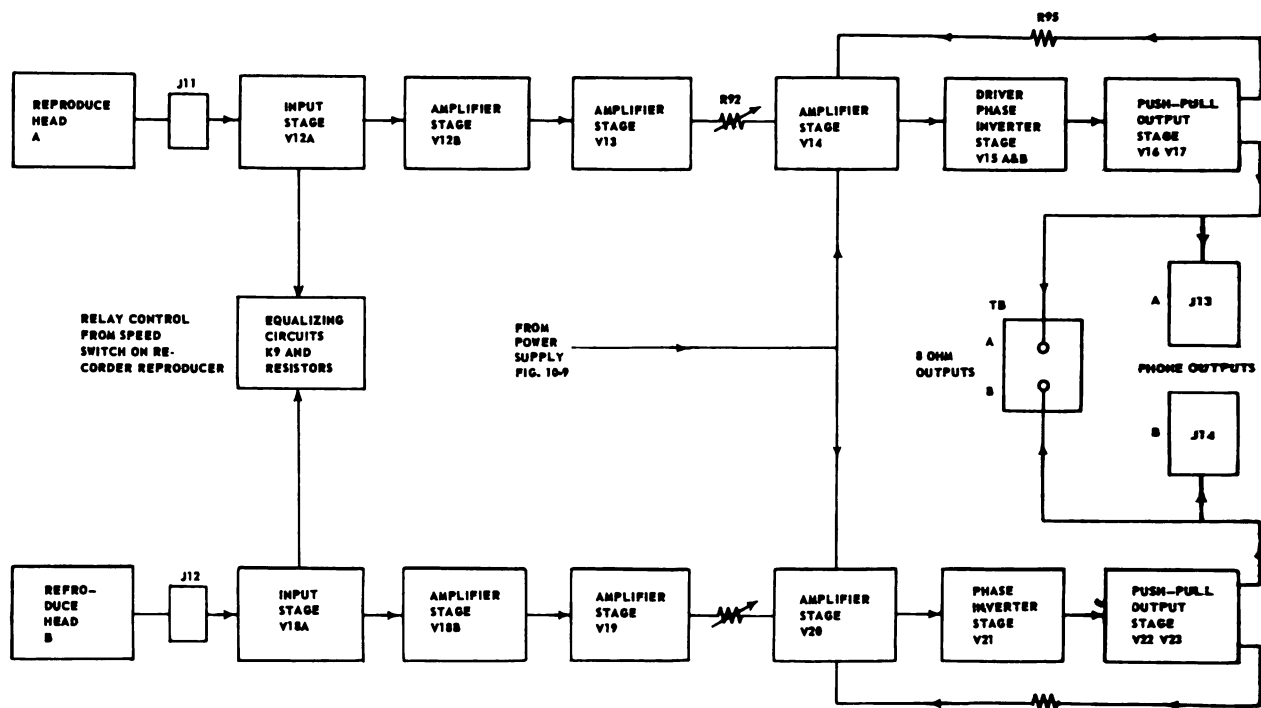 R95
REPRODUCE
HEAD
A
J11
INPUT
STAGE
V12A
AMPLIFIER
STAGE
V12B
AMPLIFIER
STAGE
V13
R92
AMPLIFIER
STAGE
V14
DRIVER
PHASE
INVERTER
STAGE
V15 A&B
PUSH-PULL
OUTPUT
STAGE
V16 V17
RELAY CONTROL
FROM SPEED
SWITCH ON RE-
CORDER REPRODUCER
EQUALIZING
CIRCUITS
K9 AND
RESISTORS
FROM
POWER
SUPPLY
FIG. 10-9
8 OHM
OUTPUTS
TB
A
B
A
J13
PHONE OUTPUTS
B
J14
REPRO-
DUCE
HEAD
B
J12
INPUT
STAGE
V18A
AMPLIFIER
STAGE
V18B
AMPLIFIER
STAGE
V19
AMPLIFIER
STAGE
V20
PHASE
INVERTER
STAGE
V21
PUSH-PULL
OUTPUT
STAGE
V22 V23